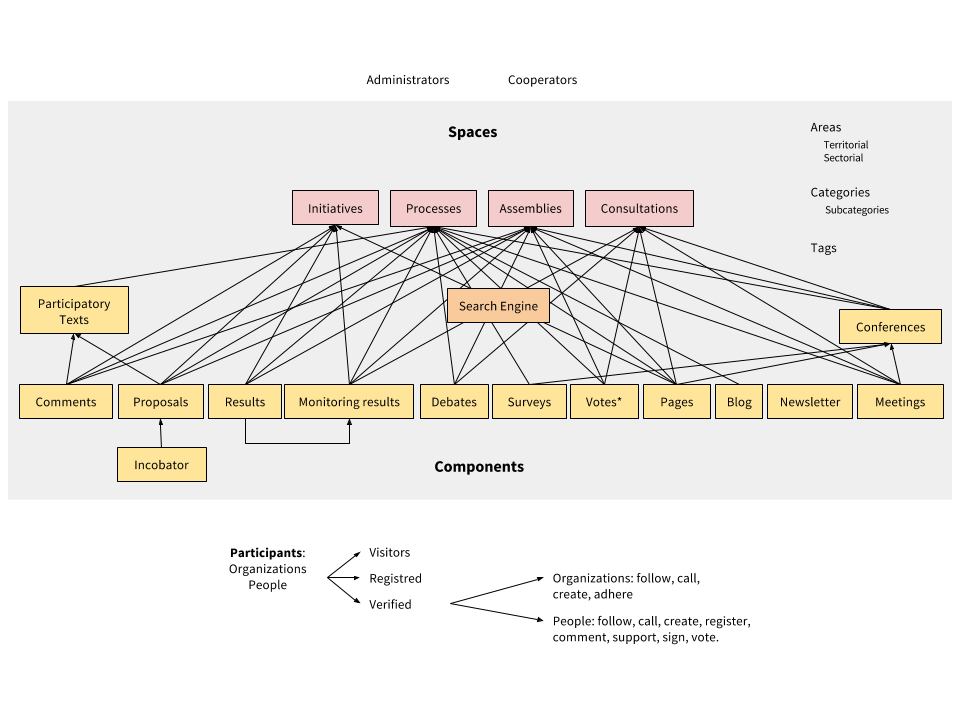 Administrators
Cooperators
Spaces
Areas
Territorial
Sectorial
Categories
Subcategories
Tags
Initiatives
Processes
Assemblies
Consultations
Participatory
Texts
Search Engine
Conferences
Comments
Proposals
Results
Monitoring results
Debates
Surveys
Votes*
Pages
Blog
Newsletter
Meetings
Incobator
Components
Participants:
Organizations
People
Visitors
Registred
Verified
Organizations: follow, call,
create, adhere
People: follow, call, create, register,
comment, support, sign, vote.